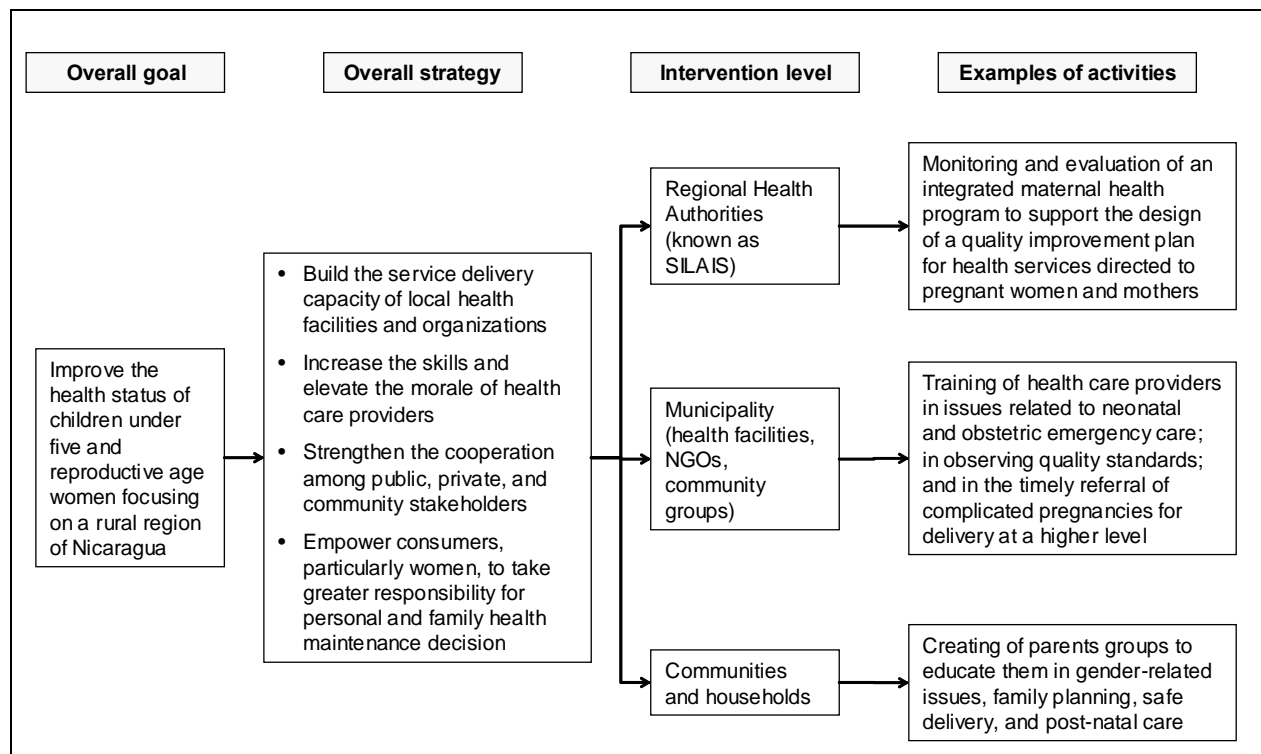 Overall goal
Overall strategy
Intervention level
Examples of activities
Improve the
health status of
children under
five and
reproductive age
women focusing
on a rural region
of Nicaragua
• Build the service delivery
capacity of local health
facilities and organizations
• Increase the skills and
elevate the morale of health
care providers
• Strengthen the cooperation
among public, private, and
community stakeholders
• Empower consumers,
particularly women, to take
greater responsibility for
personal and family health
maintenance decision
Regional Health
Authorities
(known as
SILAIS)
Monitoring and evaluation of an
integrated maternal health
program to support the design
of a quality improvement plan
for health services directed to
pregnant women and mothers
Municipality
(health facilities,
NGOs,
community
groups)
Training of health care providers
in issues related to neonatal
and obstetric emergency care;
in observing quality standards;
and in the timely referral of
complicated pregnancies for
delivery at a higher level
Communities
and households
Creating of parents groups to
educate them in gender-related
issues, family planning, safe
delivery, and post-natal care